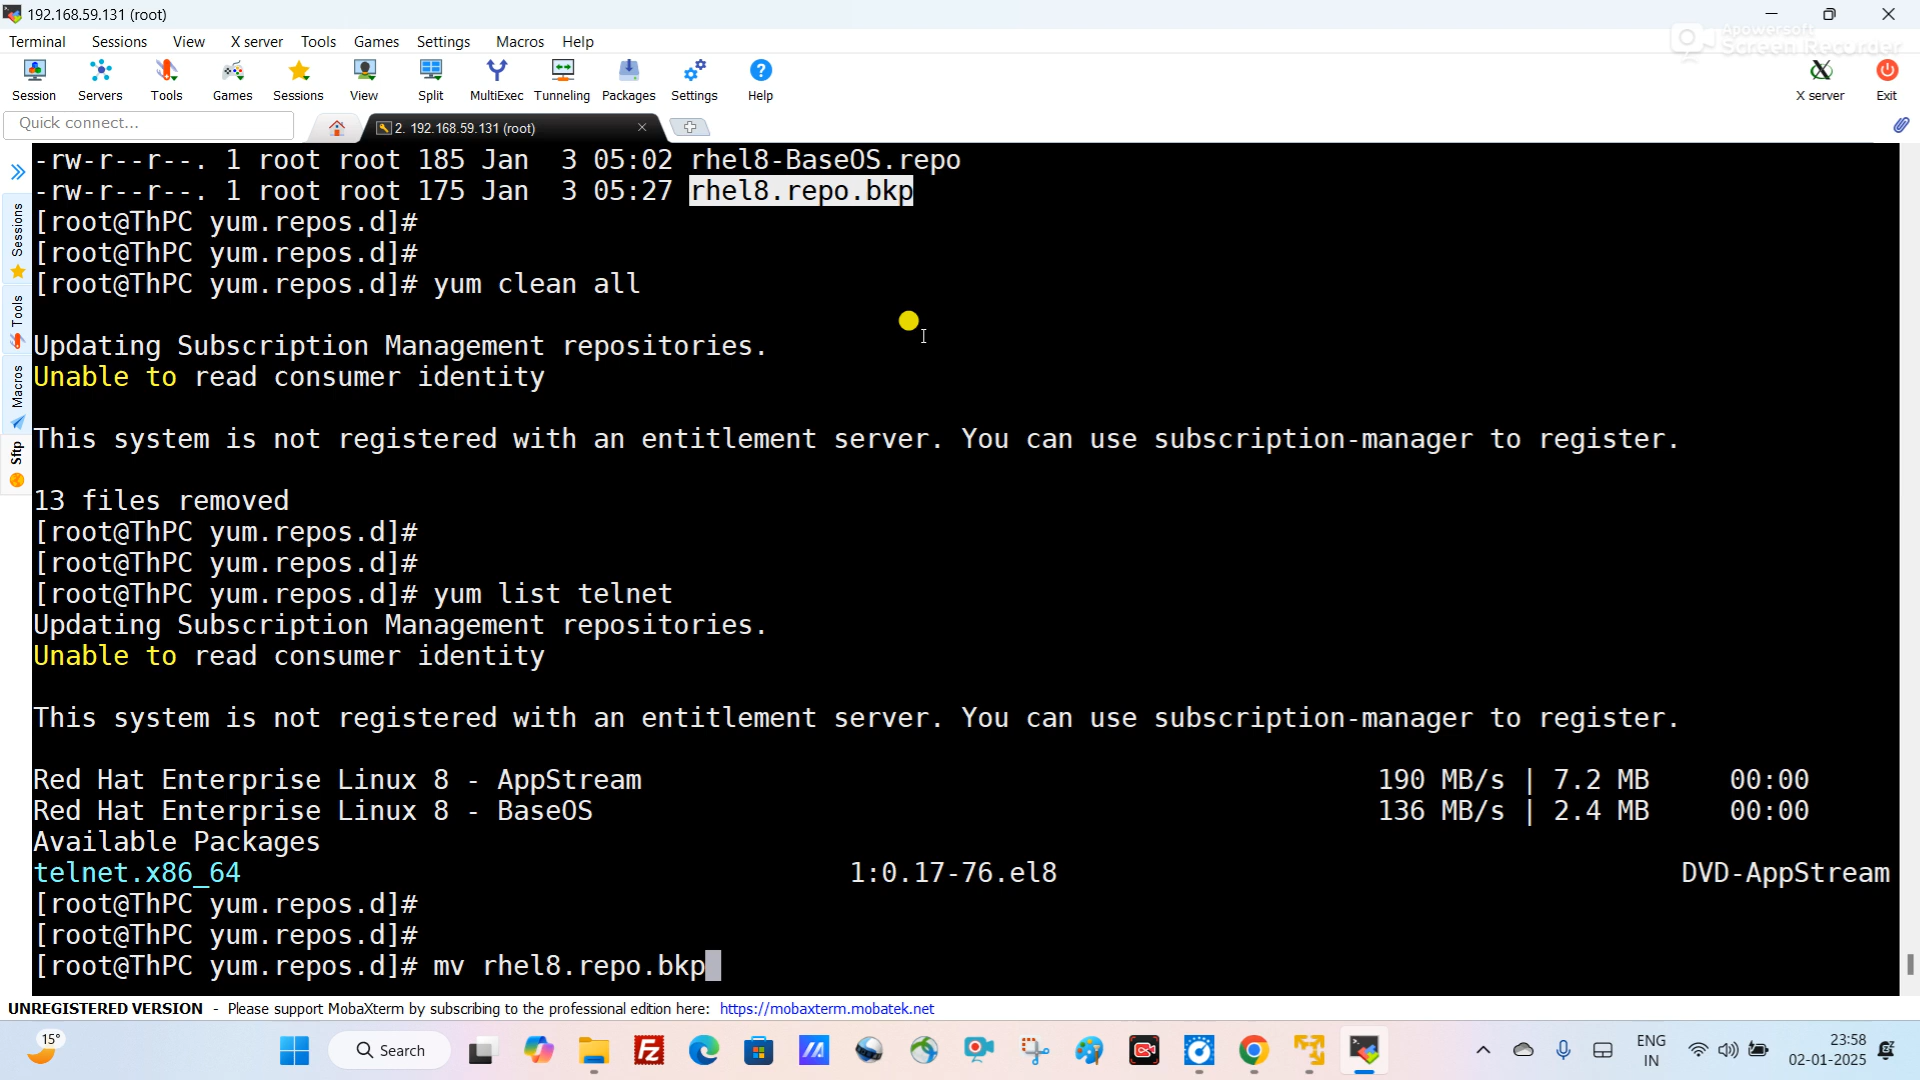 192.168.59.131 (root)
Terminal Sessions View X server Tools Games Settings Macros Help
Apowersoft
Screen Recorder
Session Servers Tools Games Sessions View Split MultiExec Tunneling Packages Settings Help X server Exit
Quick connect...
2. 192.168.59.131 (root)
Sessions
Tools
Macros
Sftp
-rw-r--r--. 1 root root 185 Jan  3 05:02 rhel8-BaseOS.repo
-rw-r--r--. 1 root root 175 Jan  3 05:27 rhel8.repo.bkp
[root@ThPC yum.repos.d]#
[root@ThPC yum.repos.d]#
[root@ThPC yum.repos.d]# yum clean all
Updating Subscription Management repositories.
Unable to read consumer identity
This system is not registered with an entitlement server. You can use subscription-manager to register.
13 files removed
[root@ThPC yum.repos.d]#
[root@ThPC yum.repos.d]#
[root@ThPC yum.repos.d]# yum list telnet
Updating Subscription Management repositories.
Unable to read consumer identity
This system is not registered with an entitlement server. You can use subscription-manager to register.
Red Hat Enterprise Linux 8 - AppStream 190 MB/s | 7.2 MB 00:00
Red Hat Enterprise Linux 8 - BaseOS 136 MB/s | 2.4 MB 00:00
Available Packages
telnet.x86_64 1:0.17-76.el8 DVD-AppStream
[root@ThPC yum.repos.d]#
[root@ThPC yum.repos.d]#
[root@ThPC yum.repos.d]# mv rhel8.repo.bkp
UNREGISTERED VERSION - Please support MobaXterm by subscribing to the professional edition here: https://mobaxterm.mobatek.net
15°
Search
ENG
IN
23:58
02-01-2025